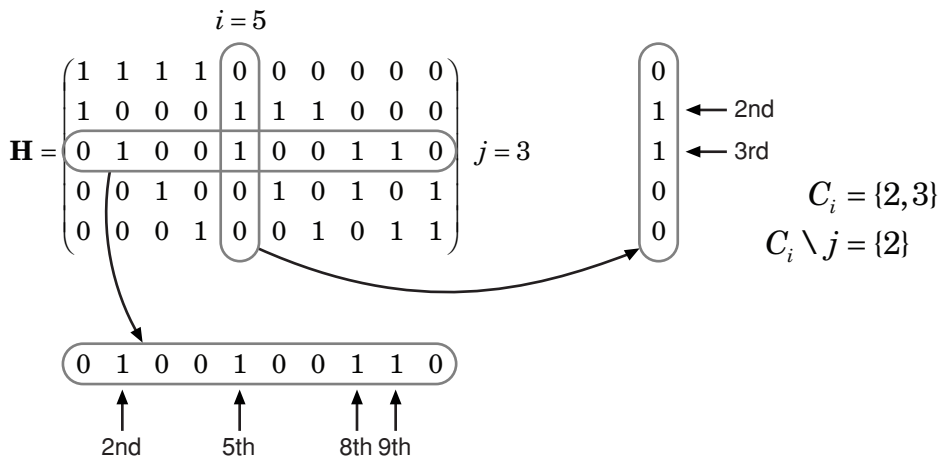 i = 5
1 1 1 1 0 0 0 0 0 0
1 0 0 0 1 1 1 0 0 0
H = 0 1 0 0 1 0 0 1 1 0 j = 3
0 0 1 0 0 1 0 1 0 1
0 0 0 1 0 0 1 0 1 1
0
1 2nd
1 3rd
0
0
C_i = {2,3}
C_i \ j = {2}
0 1 0 0 1 0 0 1 1 0
2nd 5th 8th 9th